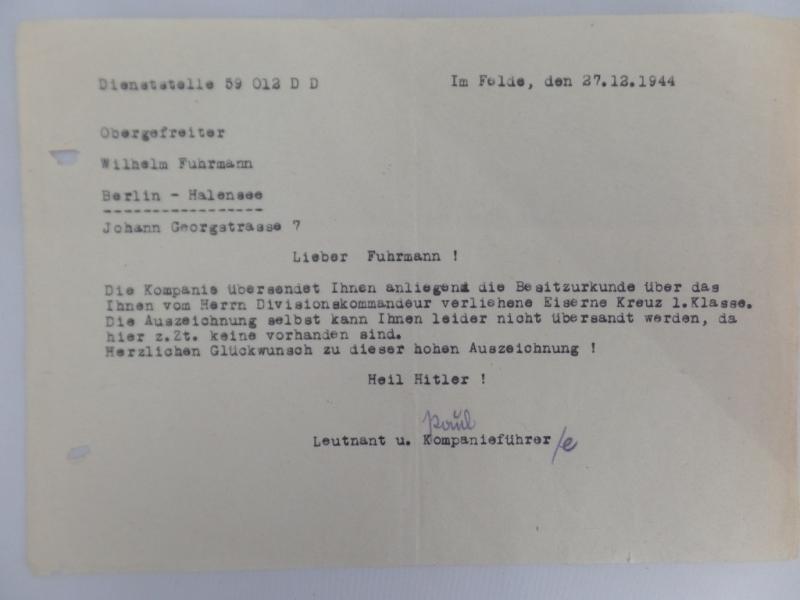 Dienststelle 59 012 D D
Im Felde, den 27.12.1944
Obergefreiter
Wilhelm Fuhrmann
Berlin - Halensee
-----------------
Johann Georgstrasse 7
Lieber Fuhrmann !
Die Kompanie übersendet Ihnen anliegend die Besitzurkunde über das
Ihnen vom Herrn Divisionskommandeur verliehene Eiserne Kreuz 1.Klasse.
Die Auszeichnung selbst kann Ihnen leider nicht übersandt werden, da
hier z.Zt. keine vorhanden sind.
Herzlichen Glückwunsch zu dieser hohen Auszeichnung !
Heil Hitler !
Paul
Leutnant u. Kompanieführer /e